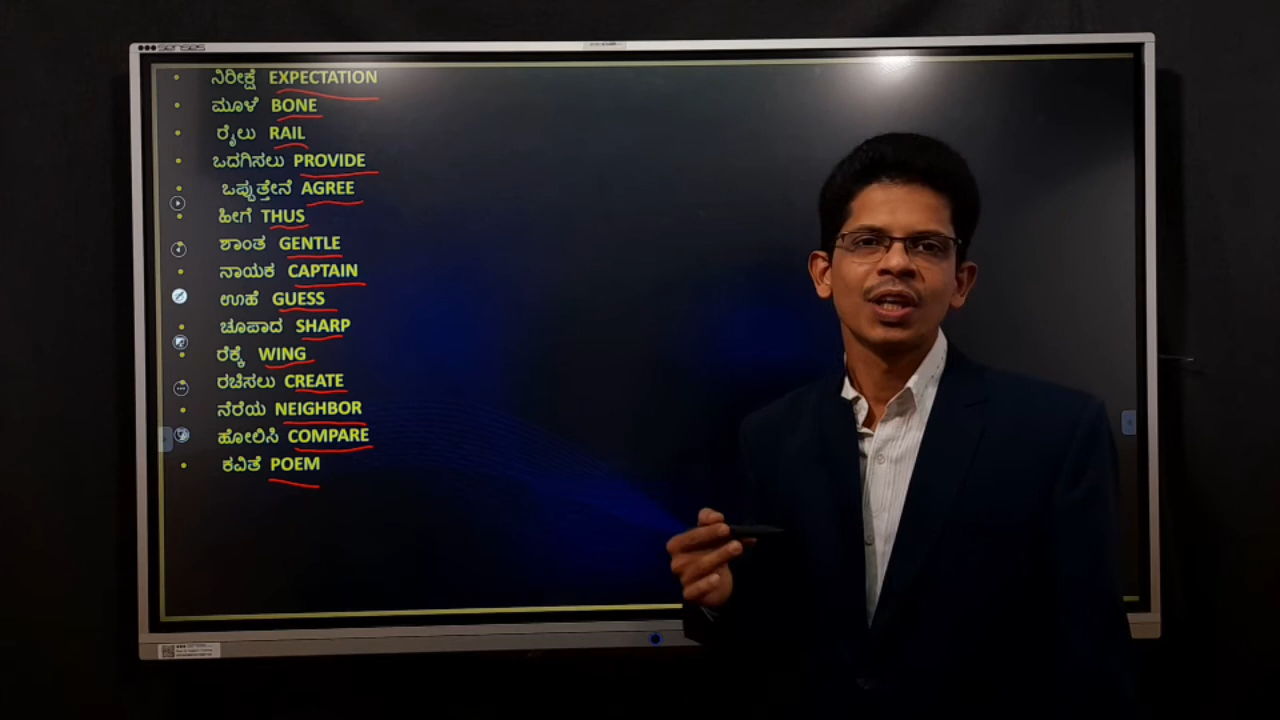 senses
ನಿರೀಕ್ಷೆ EXPECTATION
ಮೂಳೆ BONE
ರೈಲು RAIL
ಒದಗಿಸಲು PROVIDE
ಒಪ್ಪುತ್ತೇನೆ AGREE
ಹೀಗೆ THUS
ಶಾಂತ GENTLE
ನಾಯಕ CAPTAIN
ಊಹೆ GUESS
ಚೂಪಾದ SHARP
ರೆಕ್ಕೆ WING
ರಚಿಸಲು CREATE
ನೆರೆಯ NEIGHBOR
ಹೋಲಿಸಿ COMPARE
ಕವಿತೆ POEM